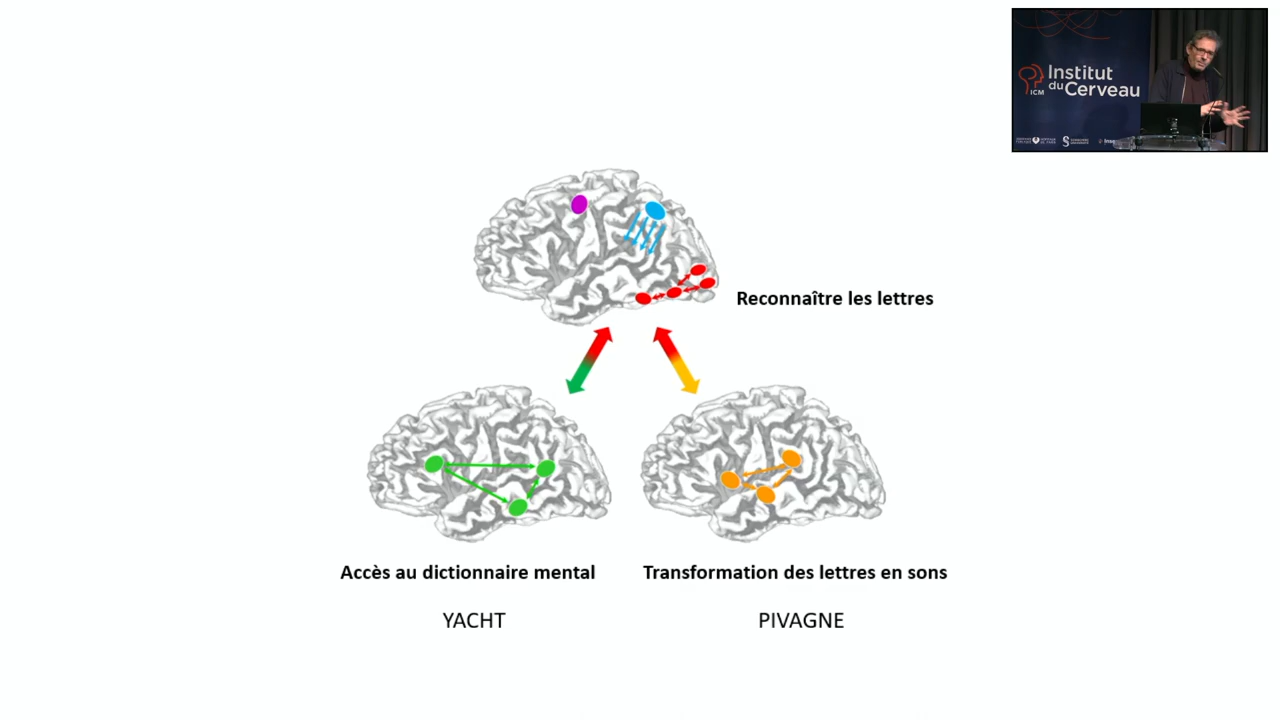 Institut
du Cerveau
ICM
Reconnaître les lettres
Accès au dictionnaire mental
Transformation des lettres en sons
YACHT
PIVAGNE